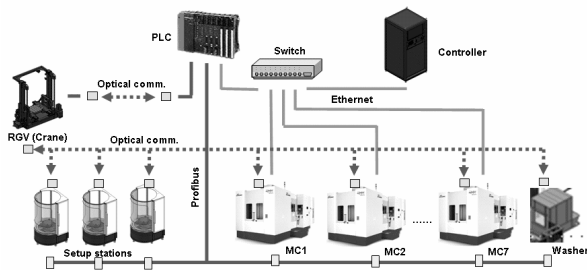 PLC
Switch
Controller
Optical comm.
Ethernet
RGV (Crane)
Optical comm.
Profibus
Setup stations
MC1
MC2
......
MC7
Washer